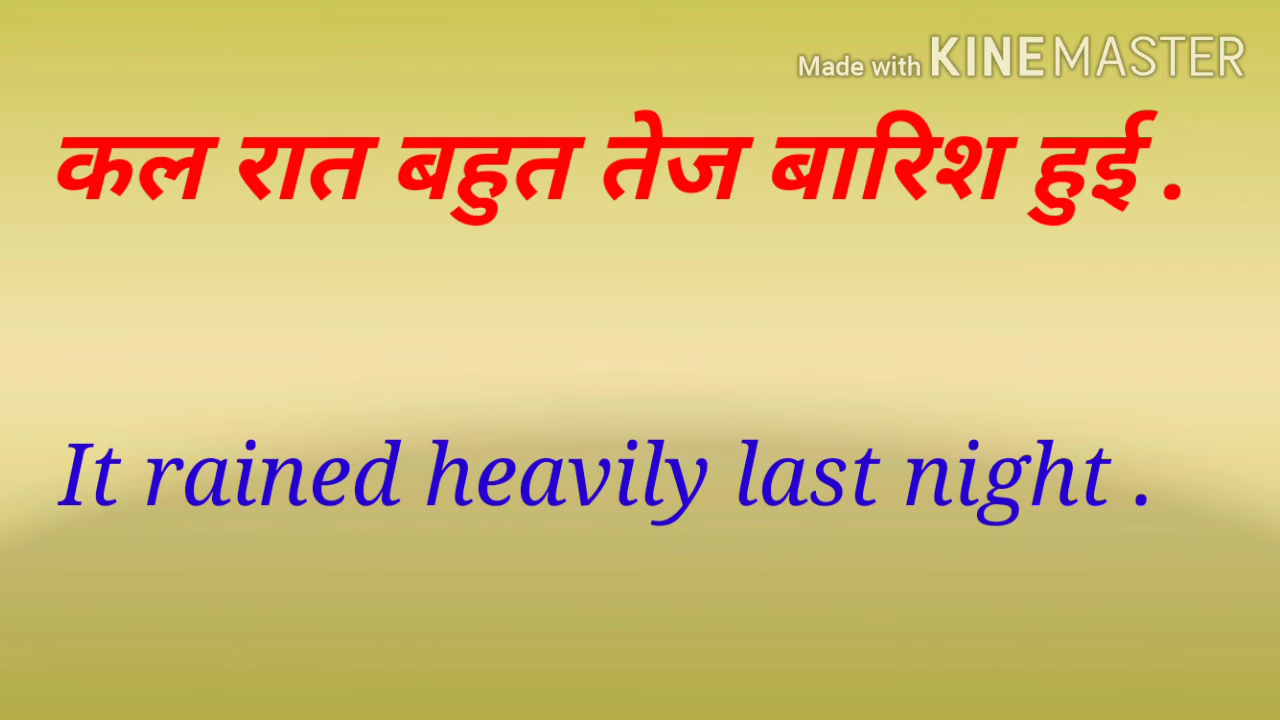 Made with KINEMASTER
कल रात बहुत तेज बारिश हुई .
It rained heavily last night .